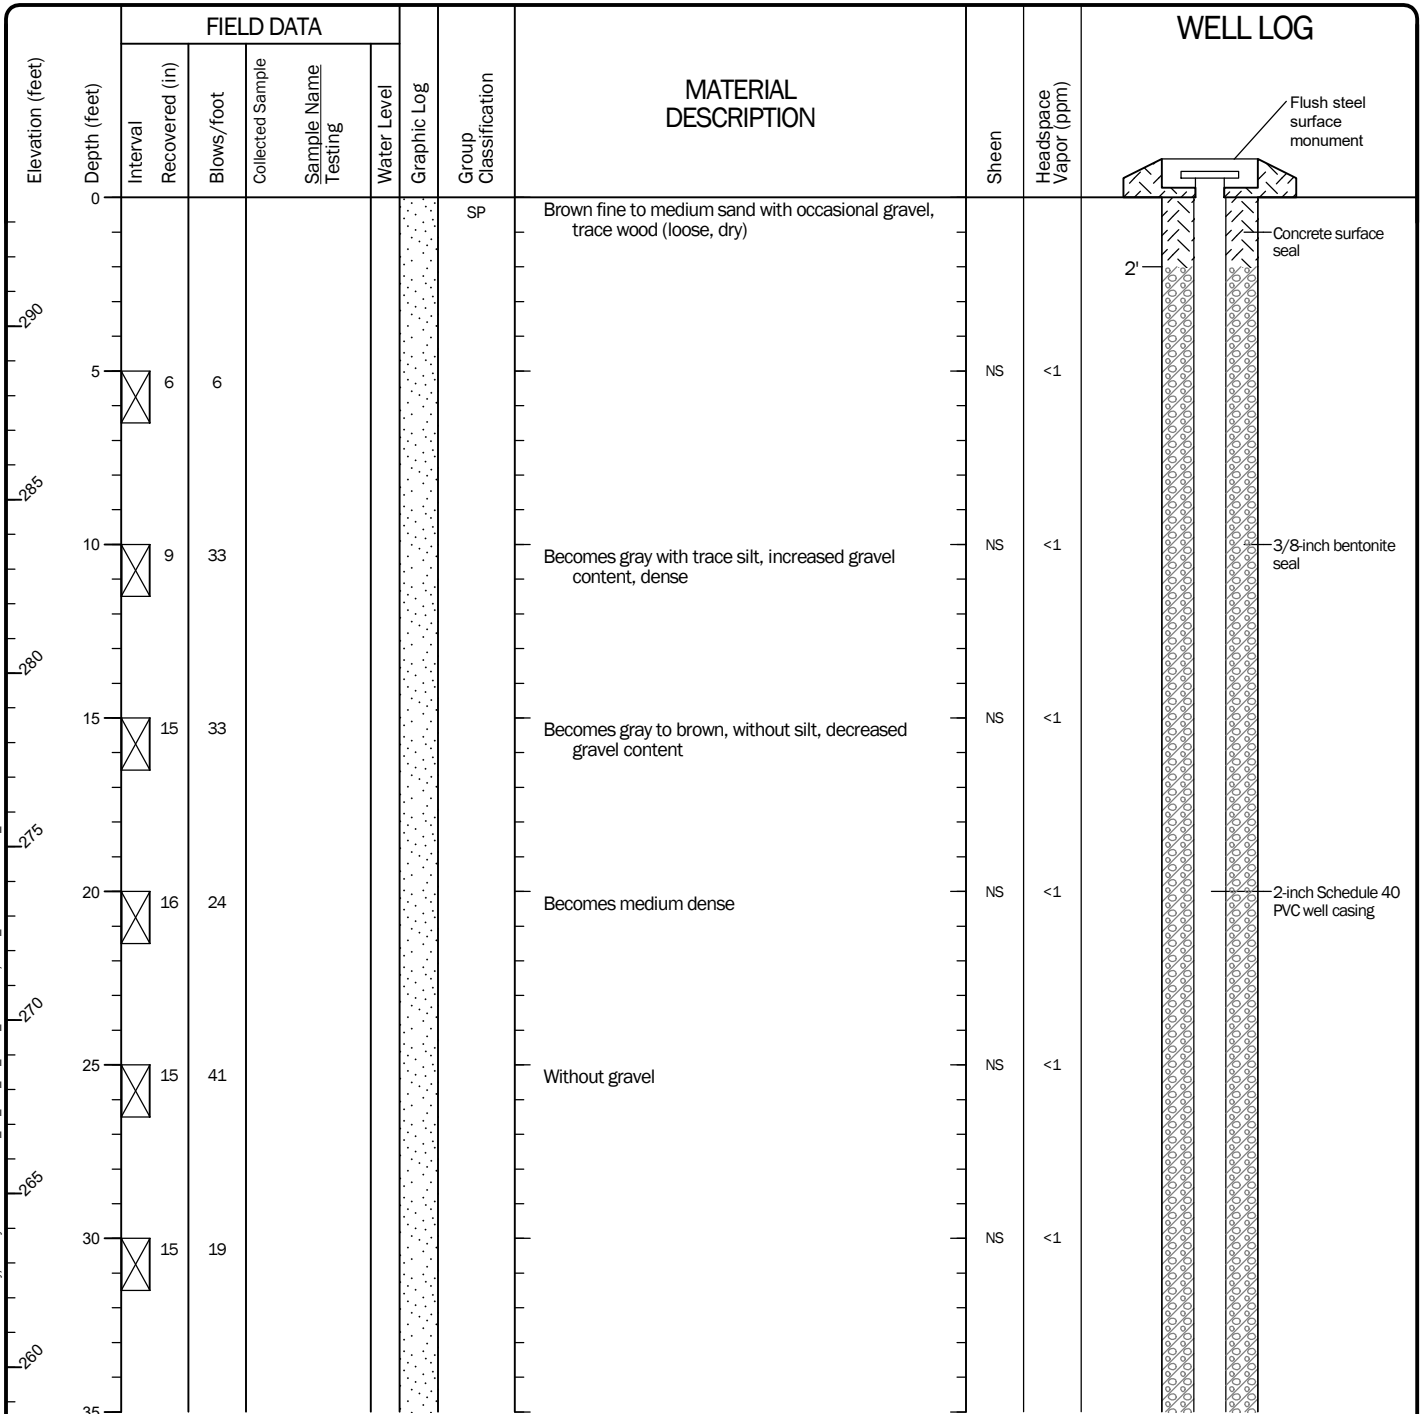 FIELD DATA
WELL LOG
Elevation (feet)
Depth (feet)
Interval
Recovered (in)
Blows/foot
Collected Sample
Sample Name
Testing
Water Level
Graphic Log
Group
Classification
MATERIAL
DESCRIPTION
Sheen
Headspace
Vapor (ppm)
Flush steel
surface
monument
0
SP
Brown fine to medium sand with occasional gravel,
trace wood (loose, dry)
Concrete surface
seal
2'
290
5
6
6
NS
<1
285
10
9
33
Becomes gray with trace silt, increased gravel
content, dense
NS
<1
3/8-inch bentonite
seal
280
15
15
33
Becomes gray to brown, without silt, decreased
gravel content
NS
<1
275
20
16
24
Becomes medium dense
NS
<1
2-inch Schedule 40
PVC well casing
270
25
15
41
Without gravel
NS
<1
265
30
15
19
NS
<1
260
35